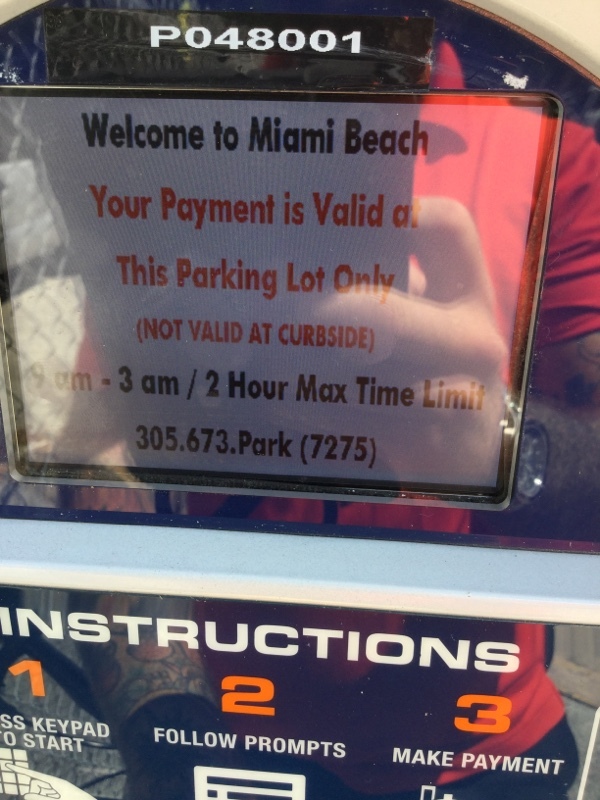 P048001
Welcome to Miami Beach
Your Payment is Valid at
This Parking Lot Only
(NOT VALID AT CURBSIDE)
9 am - 3 am / 2 Hour Max Time Limit
305.673.Park (7275)
INSTRUCTIONS
1 2 3
SS KEYPAD
TO START
FOLLOW PROMPTS
MAKE PAYMENT